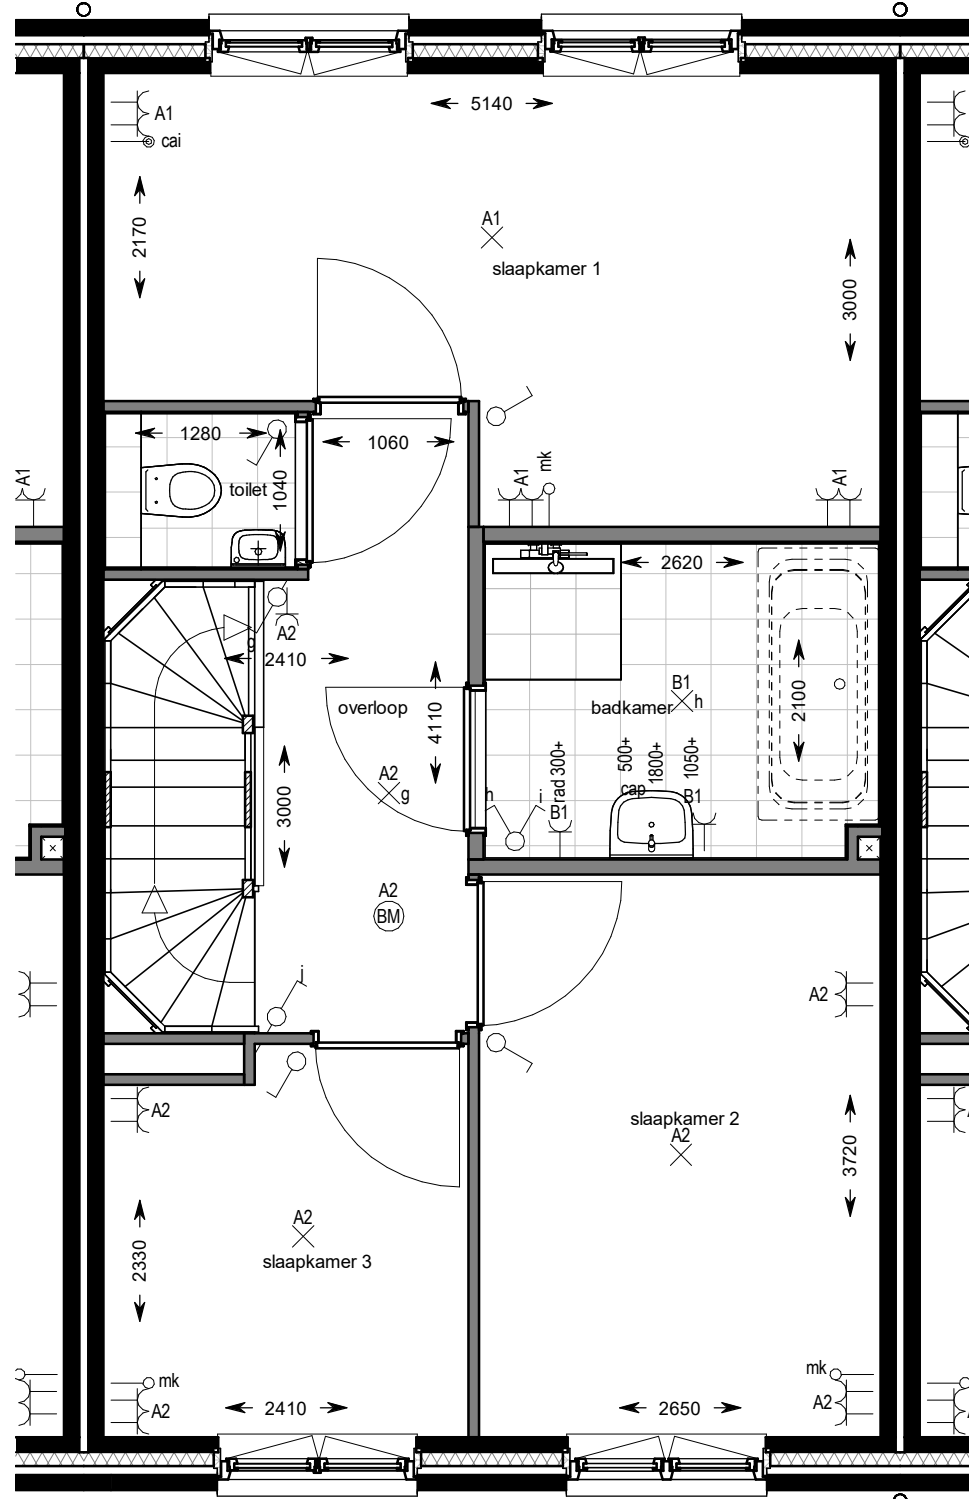 5140
A1
cai
2170
A1
slaapkamer 1
3000
1280
1060
1040
toilet
A1
A1
mk
A1
2620
A2
g
2410
overloop
4110
badkamer
B1
h
2100
A2
g
3000
h
i
rad 300+
B1
500+
cap
1800+
1050+
B1
A2
BM
j
A2
A2
slaapkamer 2
A2
3720
A2
slaapkamer 3
2330
mk
A2
2410
mk
A2
2650